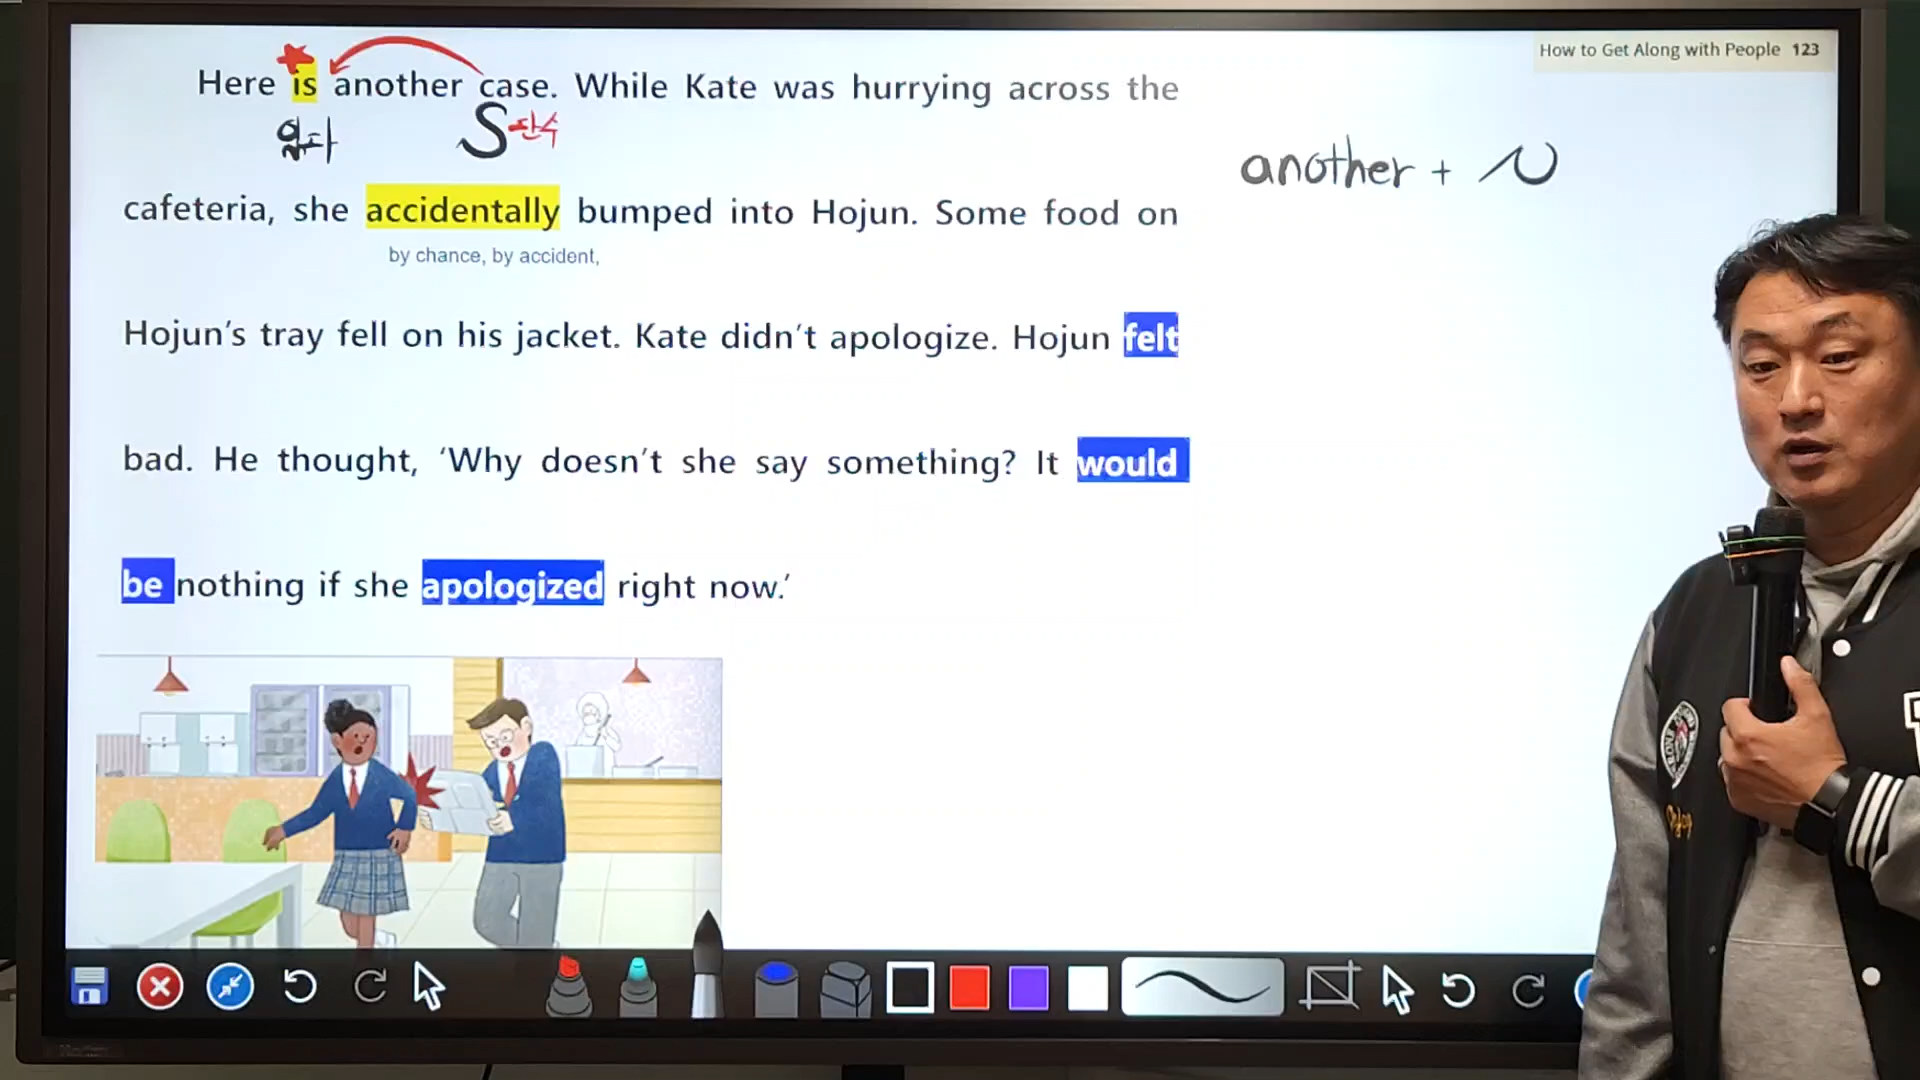 How to Get Along with People 123
Here is another case. While Kate was hurrying across the
있다 S단수
another + N
cafeteria, she accidentally bumped into Hojun. Some food on
by chance, by accident,
Hojun's tray fell on his jacket. Kate didn't apologize. Hojun felt
bad. He thought, ‘Why doesn't she say something? It would
be nothing if she apologized right now.’